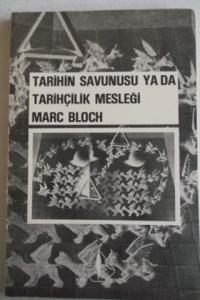 TARİHİN SAVUNUSU YA DA
TARİHÇİLİK MESLEĞİ
MARC BLOCH